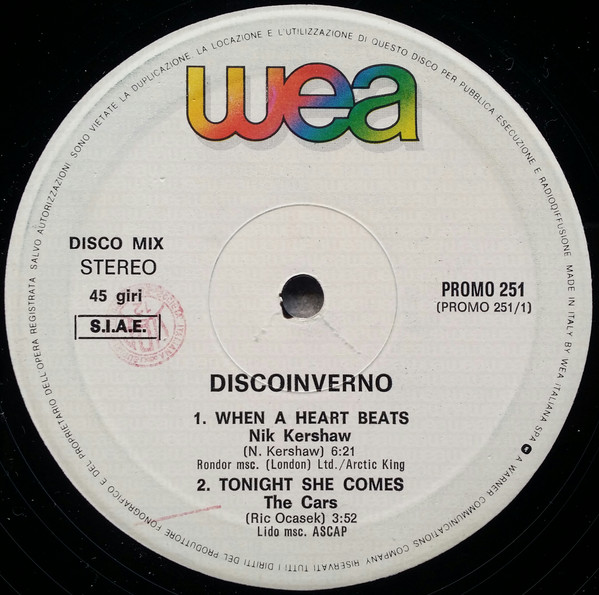 SONO VIETATE LA DUPLICAZIONE, LA LOCAZIONE E L'UTILIZZAZIONE DI QUESTO DISCO PER PUBBLICA ESECUZIONE E RADIODIFFUSIONE MADE IN ITALY BY WEA ITALIANA SPA
wea
DISCO MIX
STEREO
45 giri
S.I.A.E.
PROMO 251
(PROMO 251/1)
DISCOINVERNO
1. WHEN A HEART BEATS
Nik Kershaw
(N. Kershaw) 6:21
Rondor msc. (London) Ltd./Arctic King
2. TONIGHT SHE COMES
The Cars
(Ric Ocasek) 3:52
Lido msc. ASCAP
A WARNER COMMUNICATIONS COMPANY RISERVATI TUTTI I DIRITTI DEL PRODUTTORE FONOGRAFICO E DEL PROPRIETARIO DELL'OPERA REGISTRATA SALVO AUTORIZZAZIONI